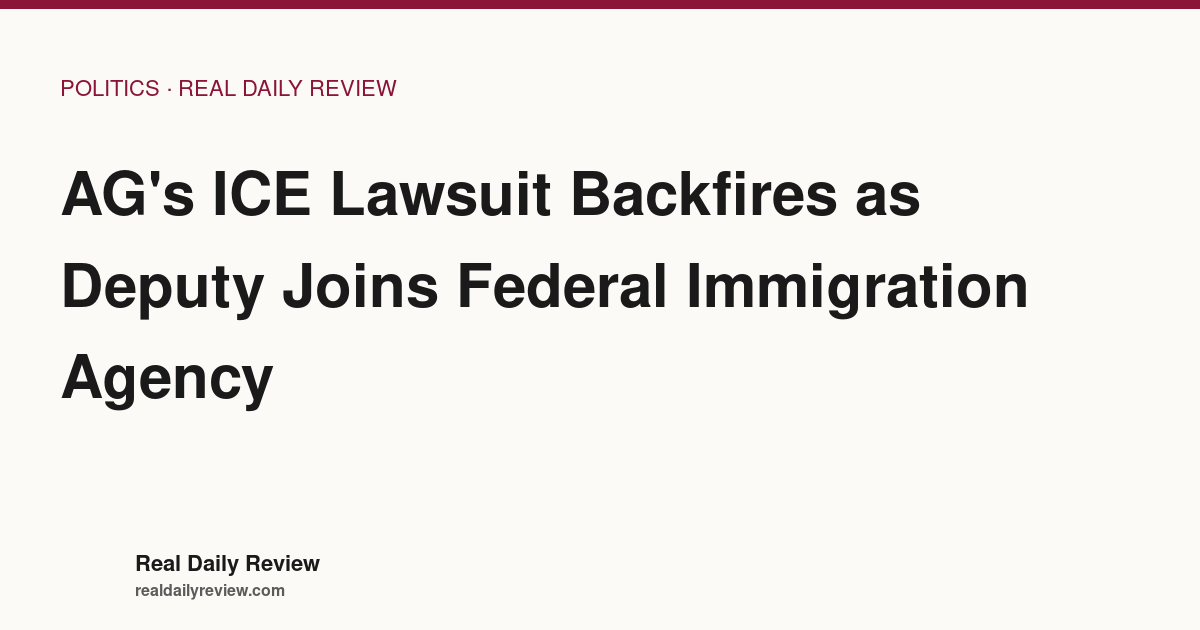 POLITICS · REAL DAILY REVIEW
AG's ICE Lawsuit Backfires as
Deputy Joins Federal Immigration
Agency
Real Daily Review
realdailyreview.com